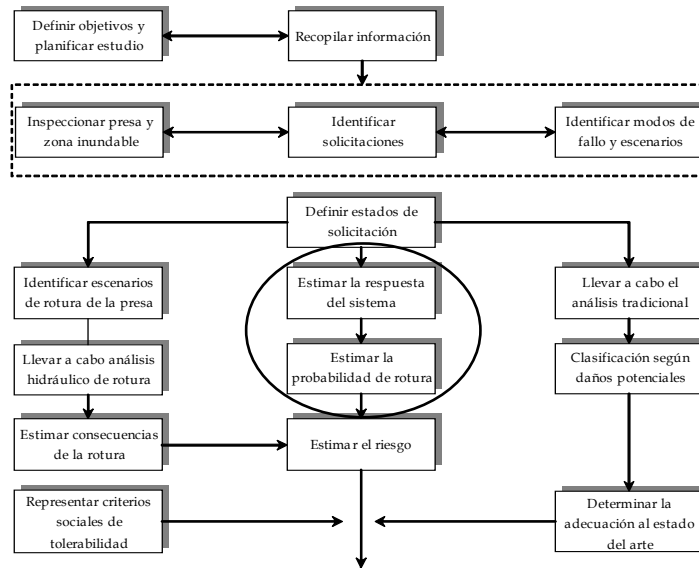 Definir objetivos y
planificar estudio
Recopilar información
Inspeccionar presa y
zona inundable
Identificar
solicitaciones
Identificar modos de
fallo y escenarios
Definir estados de
solicitación
Identificar escenarios
de rotura de la presa
Estimar la respuesta
del sistema
Llevar a cabo el
análisis tradicional
Llevar a cabo análisis
hidráulico de rotura
Estimar la
probabilidad de rotura
Clasificación según
daños potenciales
Estimar consecuencias
de la rotura
Estimar el riesgo
Representar criterios
sociales de
tolerabilidad
Determinar la
adecuación al estado
del arte